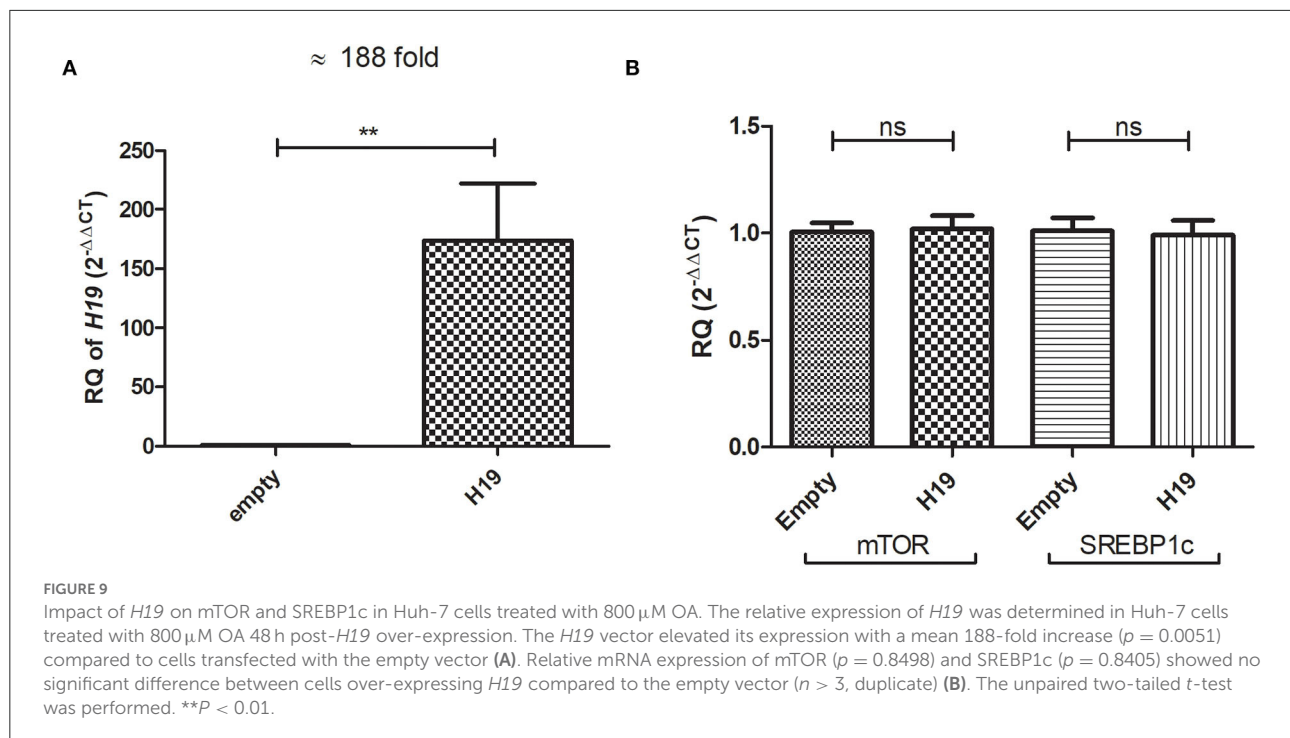 A
≈ 188 fold
**
RQ of H19 (2-ΔΔCT)
250
200
150
100
50
0
empty
H19
B
ns
ns
RQ (2-ΔΔCT)
1.5
1.0
0.5
0.0
Empty
H19
Empty
H19
mTOR
SREBP1c
FIGURE 9
Impact of H19 on mTOR and SREBP1c in Huh-7 cells treated with 800 μM OA. The relative expression of H19 was determined in Huh-7 cells
treated with 800 μM OA 48 h post-H19 over-expression. The H19 vector elevated its expression with a mean 188-fold increase (p = 0.0051)
compared to cells transfected with the empty vector (A). Relative mRNA expression of mTOR (p = 0.8498) and SREBP1c (p = 0.8405) showed no
significant difference between cells over-expressing H19 compared to the empty vector (n > 3, duplicate) (B). The unpaired two-tailed t-test
was performed. **P < 0.01.